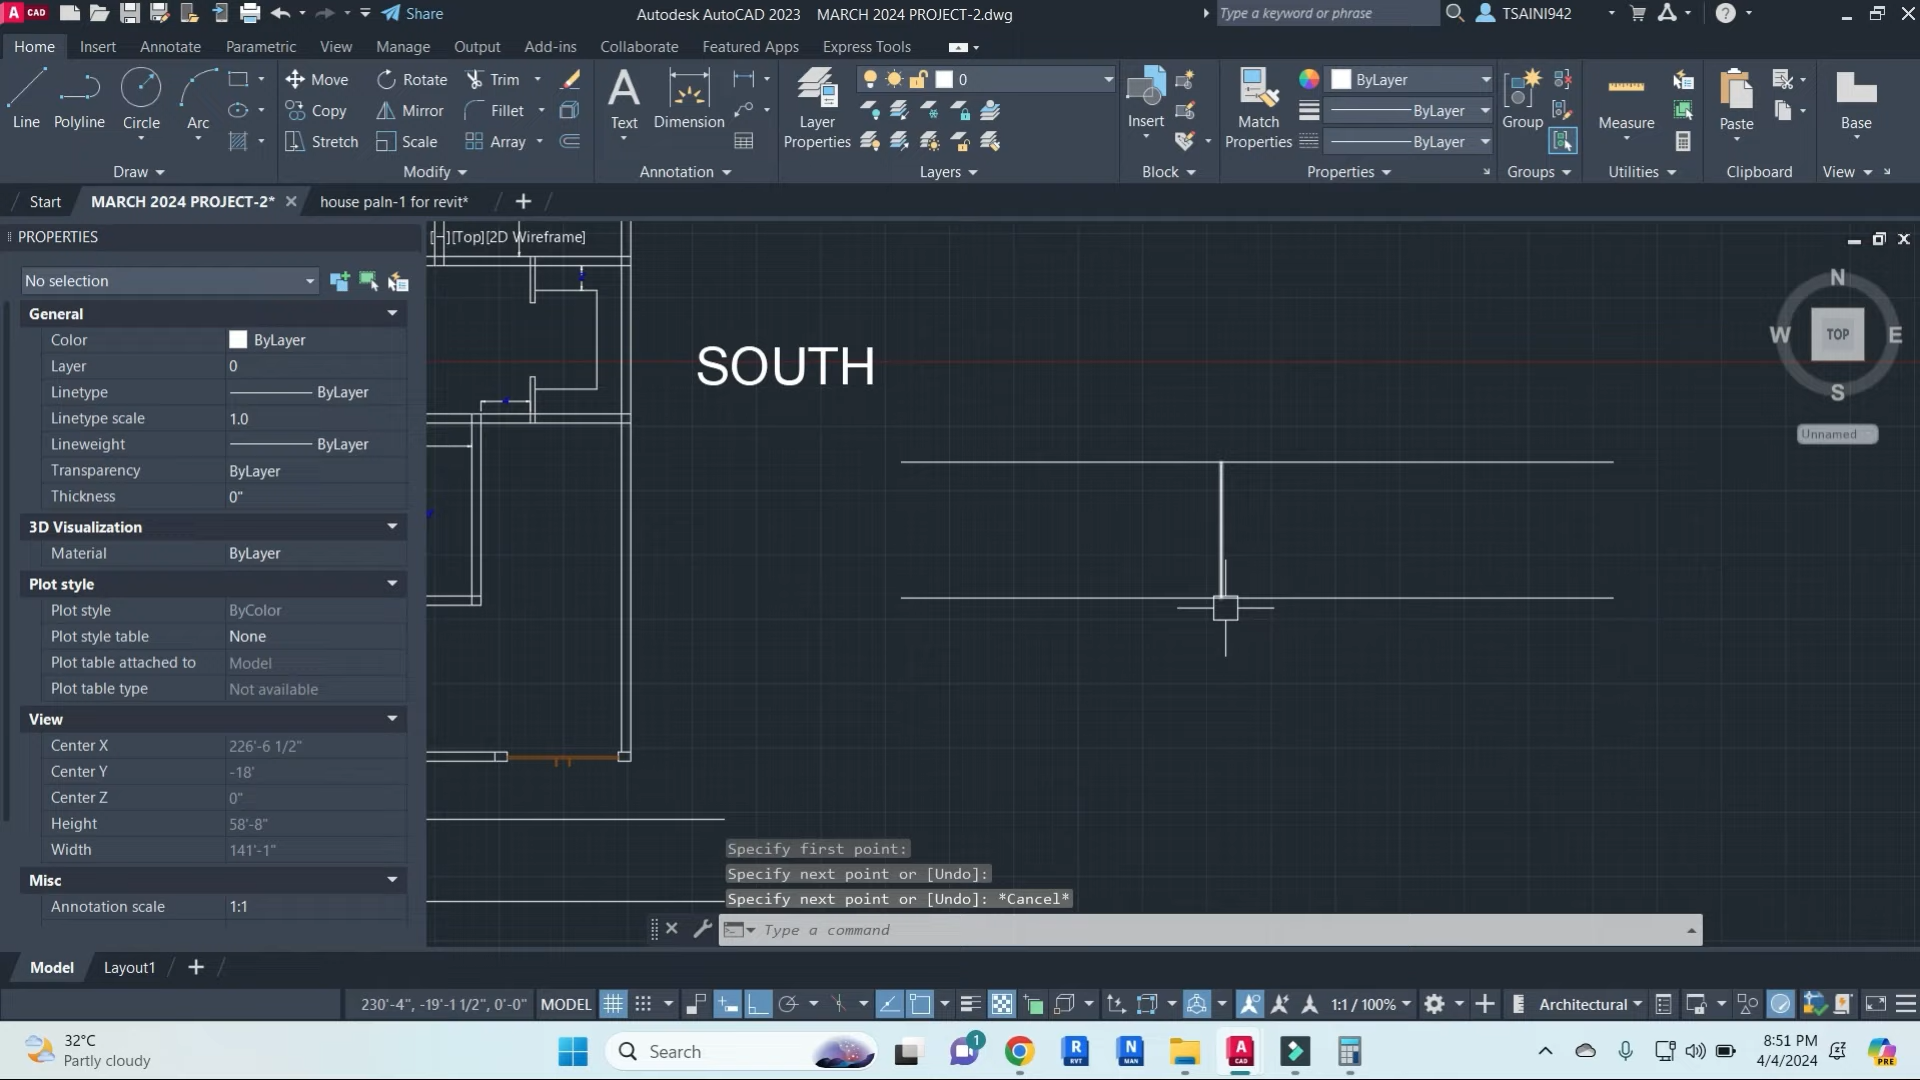 CAD
Share
Autodesk AutoCAD 2023 MARCH 2024 PROJECT-2.dwg
Type a keyword or phrase
TSAINI942
Home Insert Annotate Parametric View Manage Output Add-ins Collaborate Featured Apps Express Tools
Line Polyline Circle Arc
Move Rotate Trim
Copy Mirror Fillet
Stretch Scale Array
Text Dimension
Layer Properties
0
Insert
Match Properties
ByLayer
ByLayer
ByLayer
Group
Measure
Paste
Base
Draw Modify Annotation Layers Block Properties Groups Utilities Clipboard View
Start MARCH 2024 PROJECT-2* house paln-1 for revit*
PROPERTIES
[−][Top][2D Wireframe]
No selection
General
Color ByLayer
Layer 0
Linetype ByLayer
Linetype scale 1.0
Lineweight ByLayer
Transparency ByLayer
Thickness 0"
3D Visualization
Material ByLayer
Plot style
Plot style ByColor
Plot style table None
Plot table attached to Model
Plot table type Not available
View
Center X 226'-6 1/2"
Center Y -18'
Center Z 0"
Height 58'-8"
Width 141'-1"
Misc
Annotation scale 1:1
SOUTH
N
W TOP E
S
Unnamed
Specify first point:
Specify next point or [Undo]:
Specify next point or [Undo]: *Cancel*
Type a command
Model Layout1
230'-4", -19'-1 1/2", 0'-0" MODEL 1:1 / 100% Architectural
32°C
Partly cloudy
Search
1
RVT
N
MAN
A
CAD
8:51 PM
4/4/2024
PRE